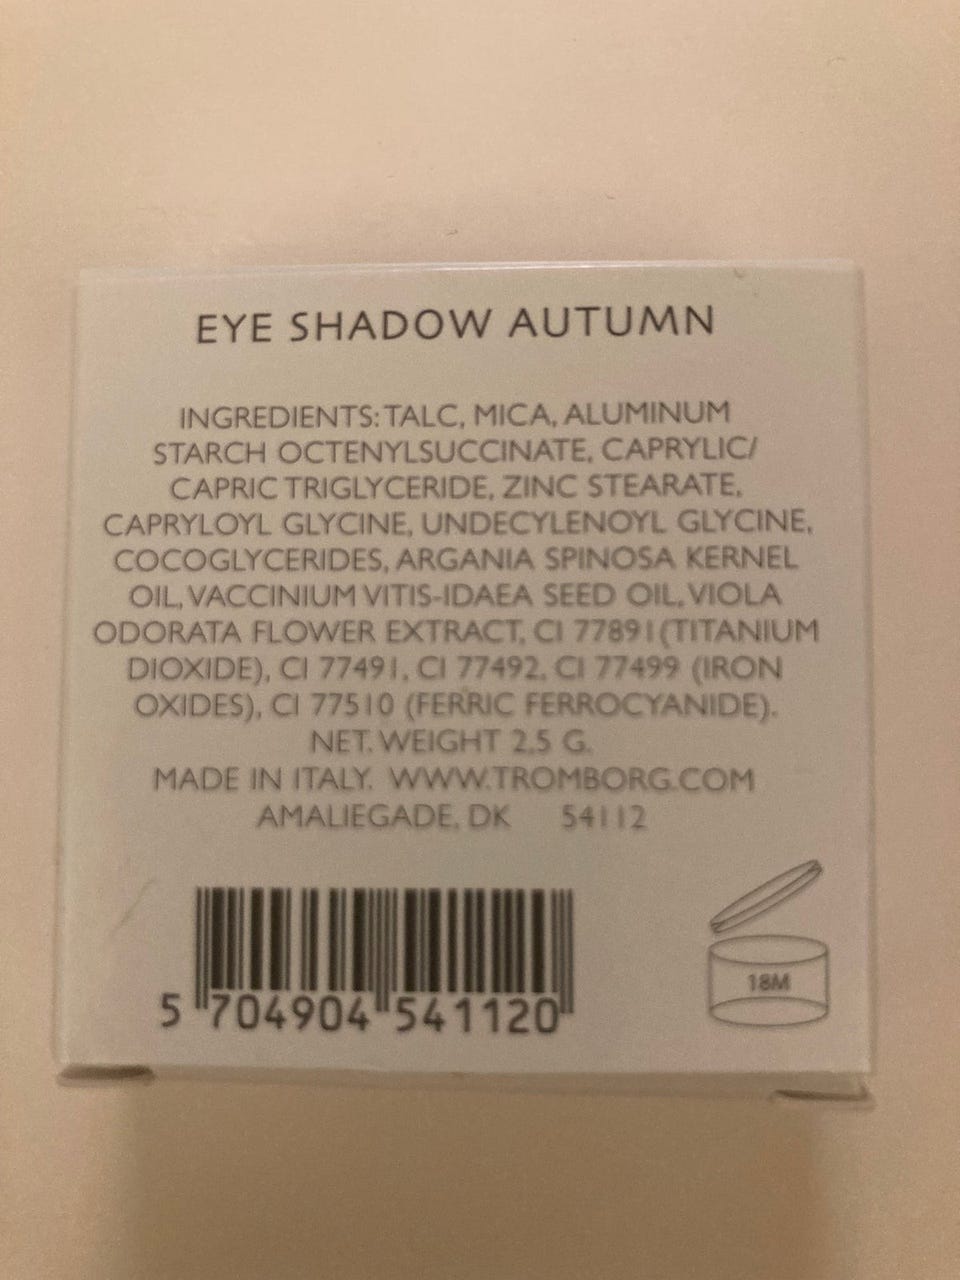 EYE SHADOW AUTUMN
INGREDIENTS: TALC, MICA, ALUMINUM
STARCH OCTENYLSUCCINATE, CAPRYLIC/
CAPRIC TRIGLYCERIDE, ZINC STEARATE,
CAPRYLOYL GLYCINE, UNDECYLENOYL GLYCINE,
COCOGLYCERIDES, ARGANIA SPINOSA KERNEL
OIL, VACCINIUM VITIS-IDAEA SEED OIL, VIOLA
ODORATA FLOWER EXTRACT, CI 77891(TITANIUM
DIOXIDE), CI 77491, CI 77492, CI 77499 (IRON
OXIDES), CI 77510 (FERRIC FERROCYANIDE).
NET. WEIGHT 2.5 G.
MADE IN ITALY. WWW.TROMBORG.COM
AMALIEGADE, DK 54112
18M
5 704904 541120